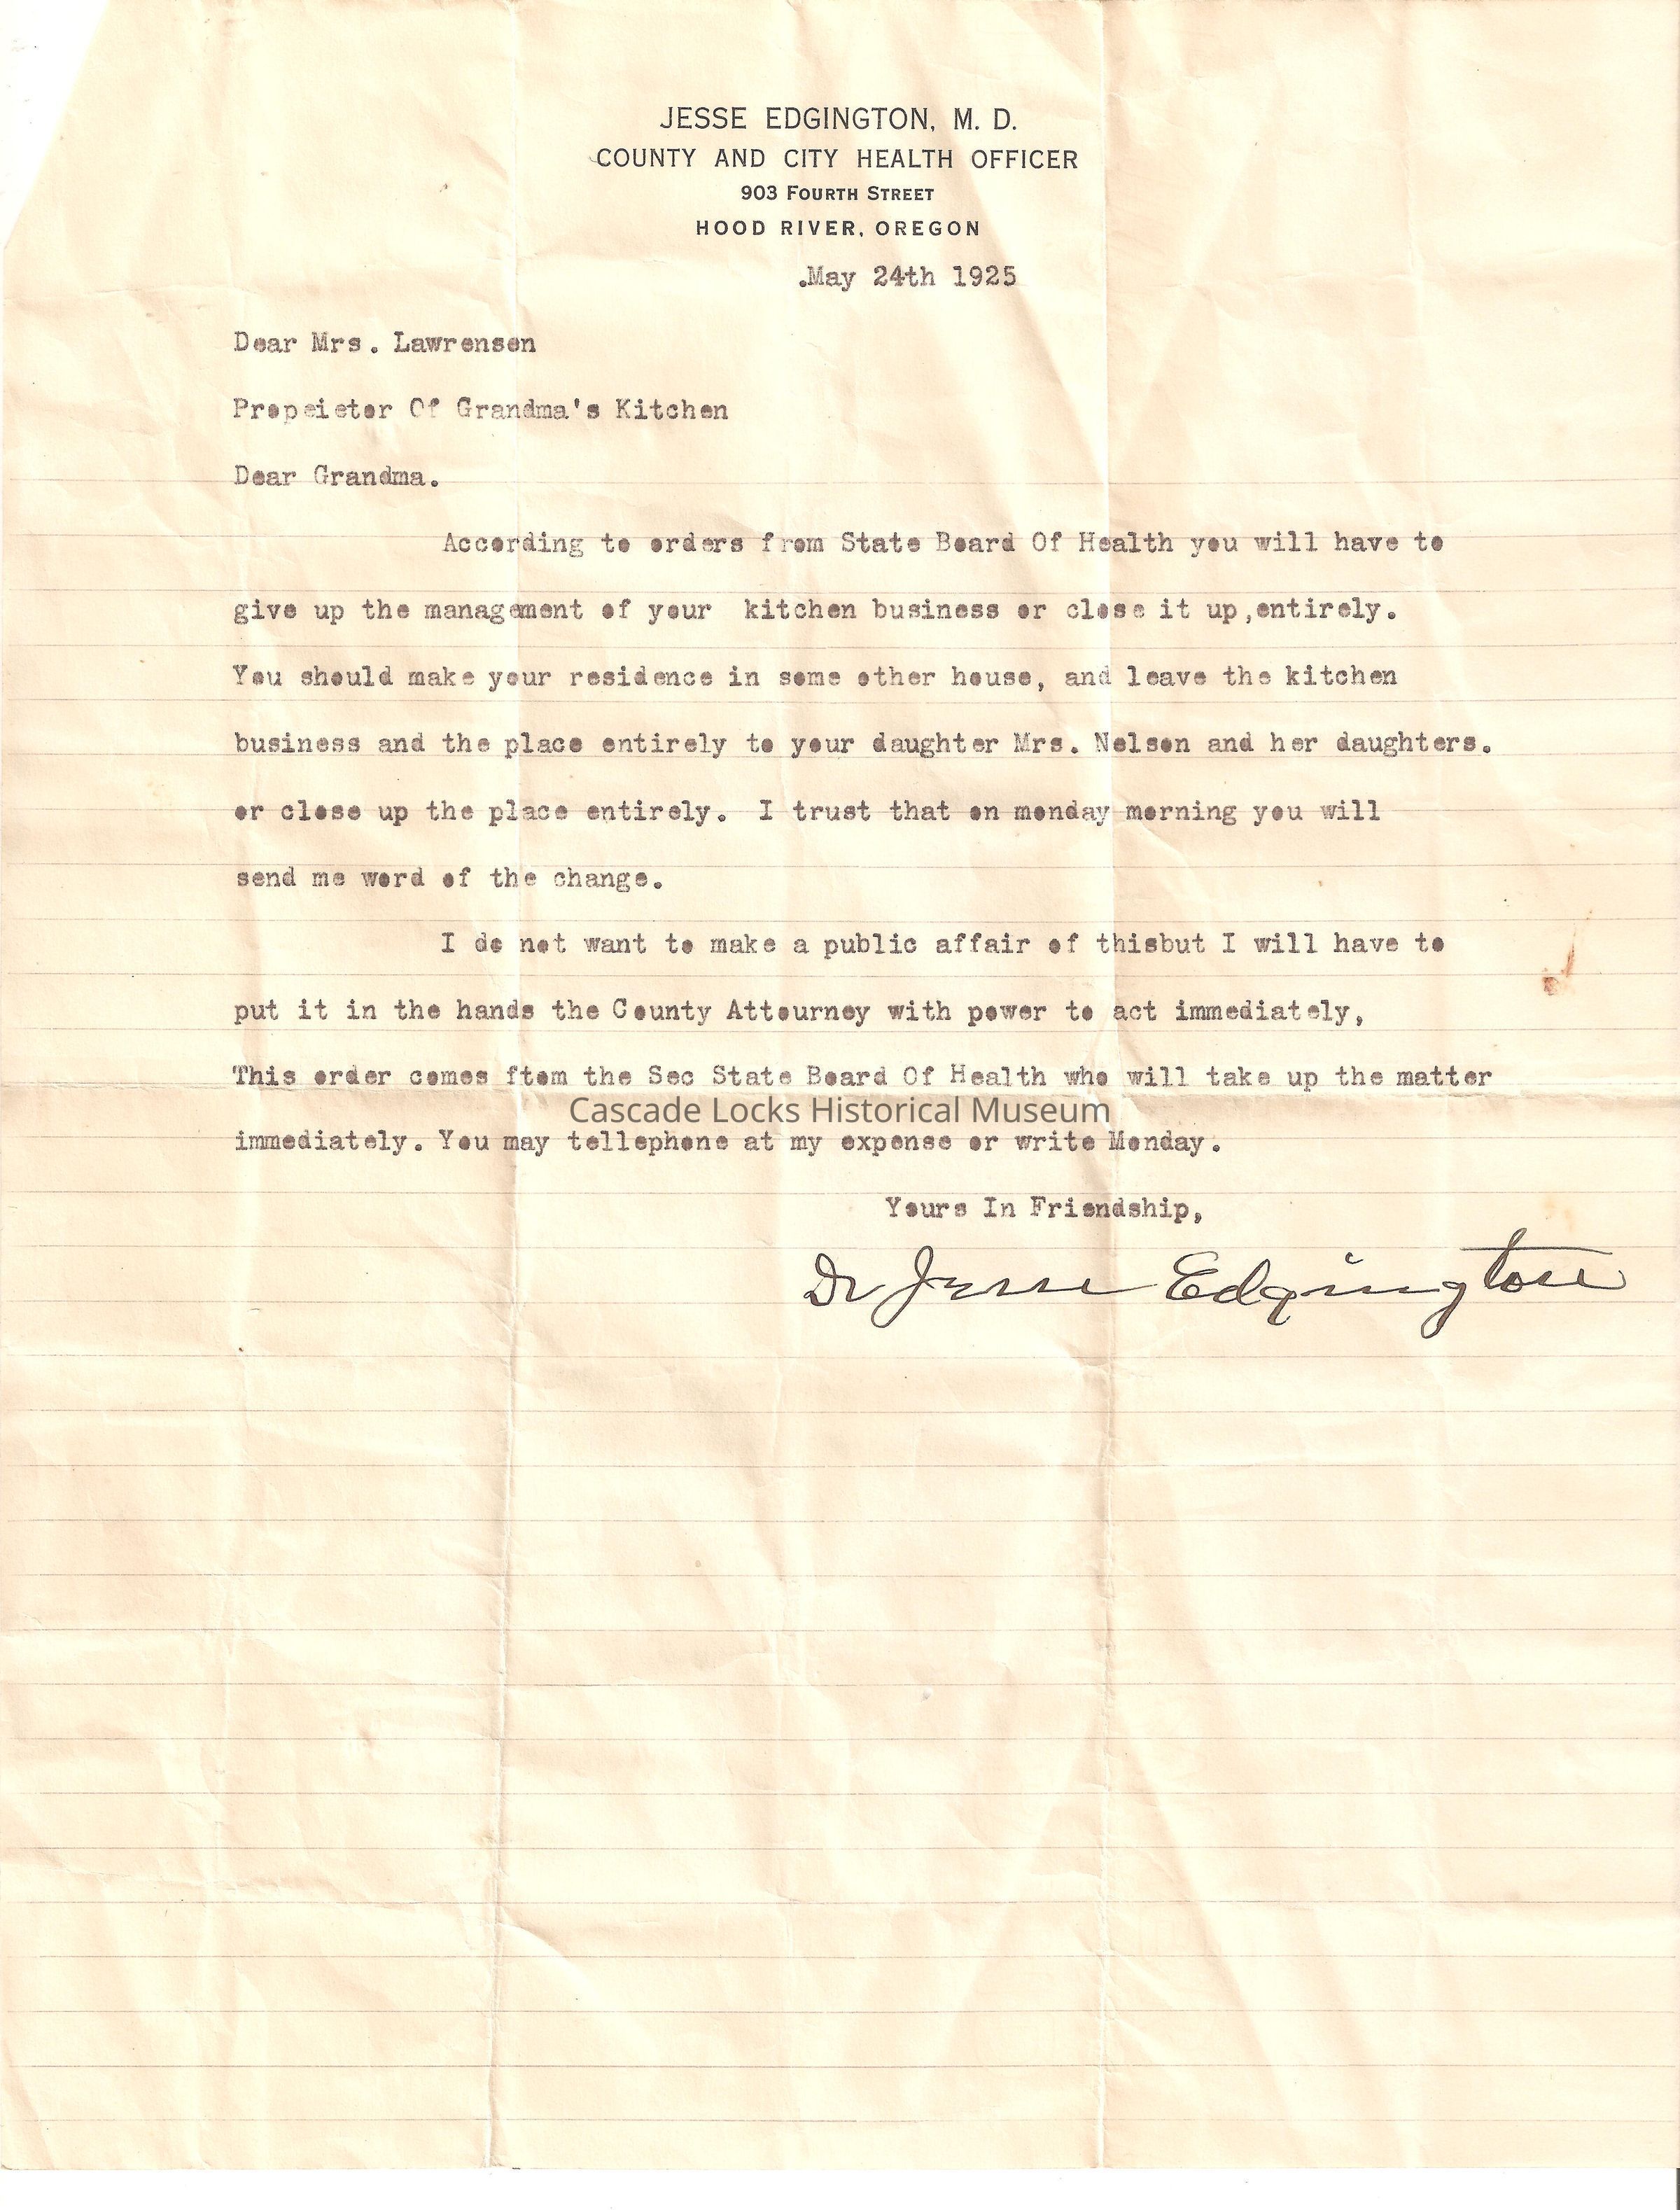 JESSE EDGINGTON, M. D.
COUNTY AND CITY HEALTH OFFICER
903 FOURTH STREET
HOOD RIVER, OREGON
.May 24th 1925
Dear Mrs. Lawrensen
Propeietor Of Grandma's Kitchen
Dear Grandma.
According to orders from State Board Of Health you will have to
give up the management of your kitchen business or close it up,entirely.
You should make your residence in some other house, and leave the kitchen
business and the place entirely to your daughter Mrs. Nelson and her daughters.
or close up the place entirely. I trust that on monday morning you will
send me word of the change.
I do not want to make a public affair of thisbut I will have to
put it in the hands the County Attourney with power to act immediately,
This order comes ftom the Sec State Board Of Health who will take up the matter
Cascade Locks Historical Museum
immediately. You may tellephone at my expense or write Monday.
Yours In Friendship,
Dr Jesse Edgington